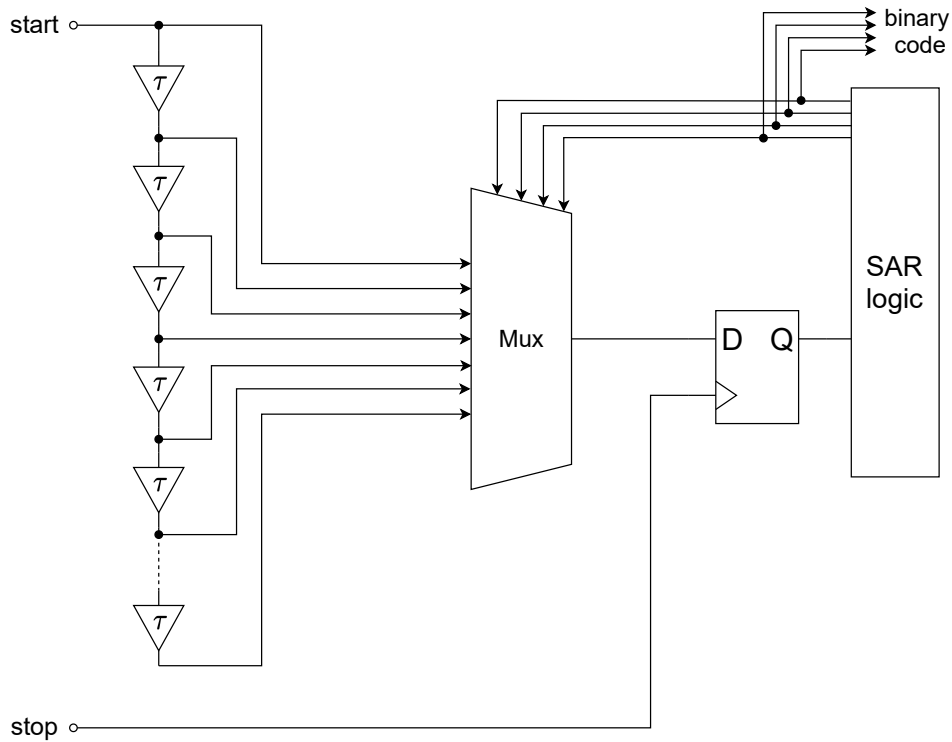 start
binary
code
τ
τ
τ
SAR
logic
Mux
D Q
τ
τ
τ
stop